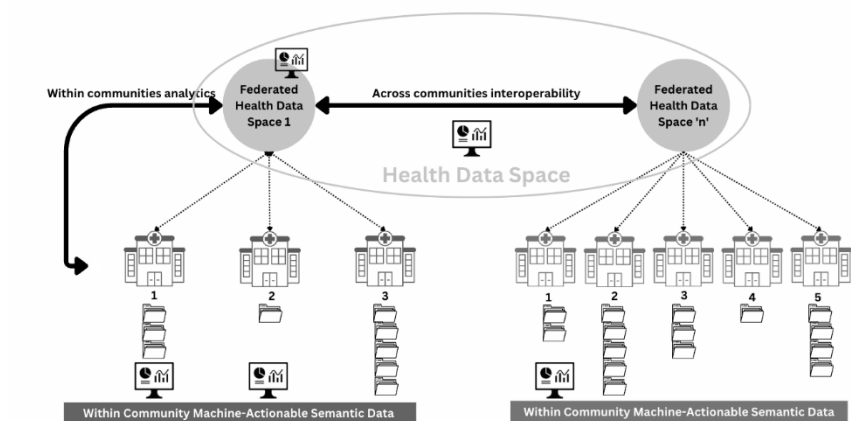 Within communities analytics
Federated
Health Data
Space 1
Across communities interoperability
Federated
Health Data
Space 'n'
Health Data Space
1
2
3
1
2
3
4
5
Within Community Machine-Actionable Semantic Data
Within Community Machine-Actionable Semantic Data